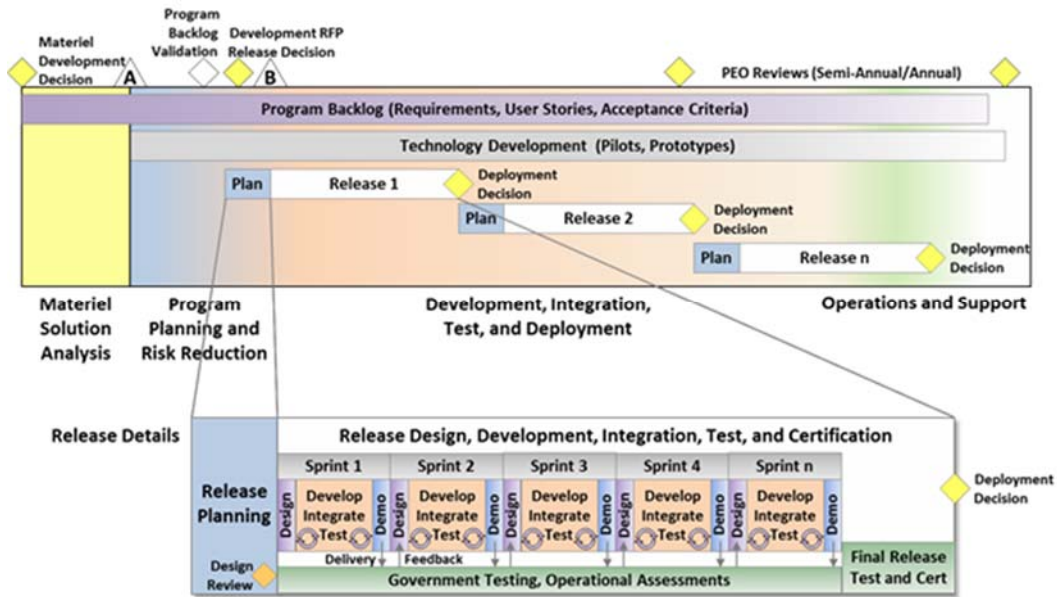 Materiel
Development
Decision
A
Program
Backlog
Validation
Development RFP
Release Decision
B
PEO Reviews (Semi-Annual/Annual)
Program Backlog (Requirements, User Stories, Acceptance Criteria)
Technology Development (Pilots, Prototypes)
Plan
Release 1
Deployment
Decision
Plan
Release 2
Deployment
Decision
Plan
Release n
Deployment
Decision
Materiel
Solution
Analysis
Program
Planning and
Risk Reduction
Development, Integration,
Test, and Deployment
Operations and Support
Release Details
Release
Planning
Design
Review
Release Design, Development, Integration, Test, and Certification
Sprint 1
Sprint 2
Sprint 3
Sprint 4
Sprint n
Design
Develop
Integrate
Test
Demo
Design
Develop
Integrate
Test
Demo
Design
Develop
Integrate
Test
Demo
Design
Develop
Integrate
Test
Demo
Design
Develop
Integrate
Test
Demo
Delivery
Feedback
Government Testing, Operational Assessments
Final Release
Test and Cert
Deployment
Decision